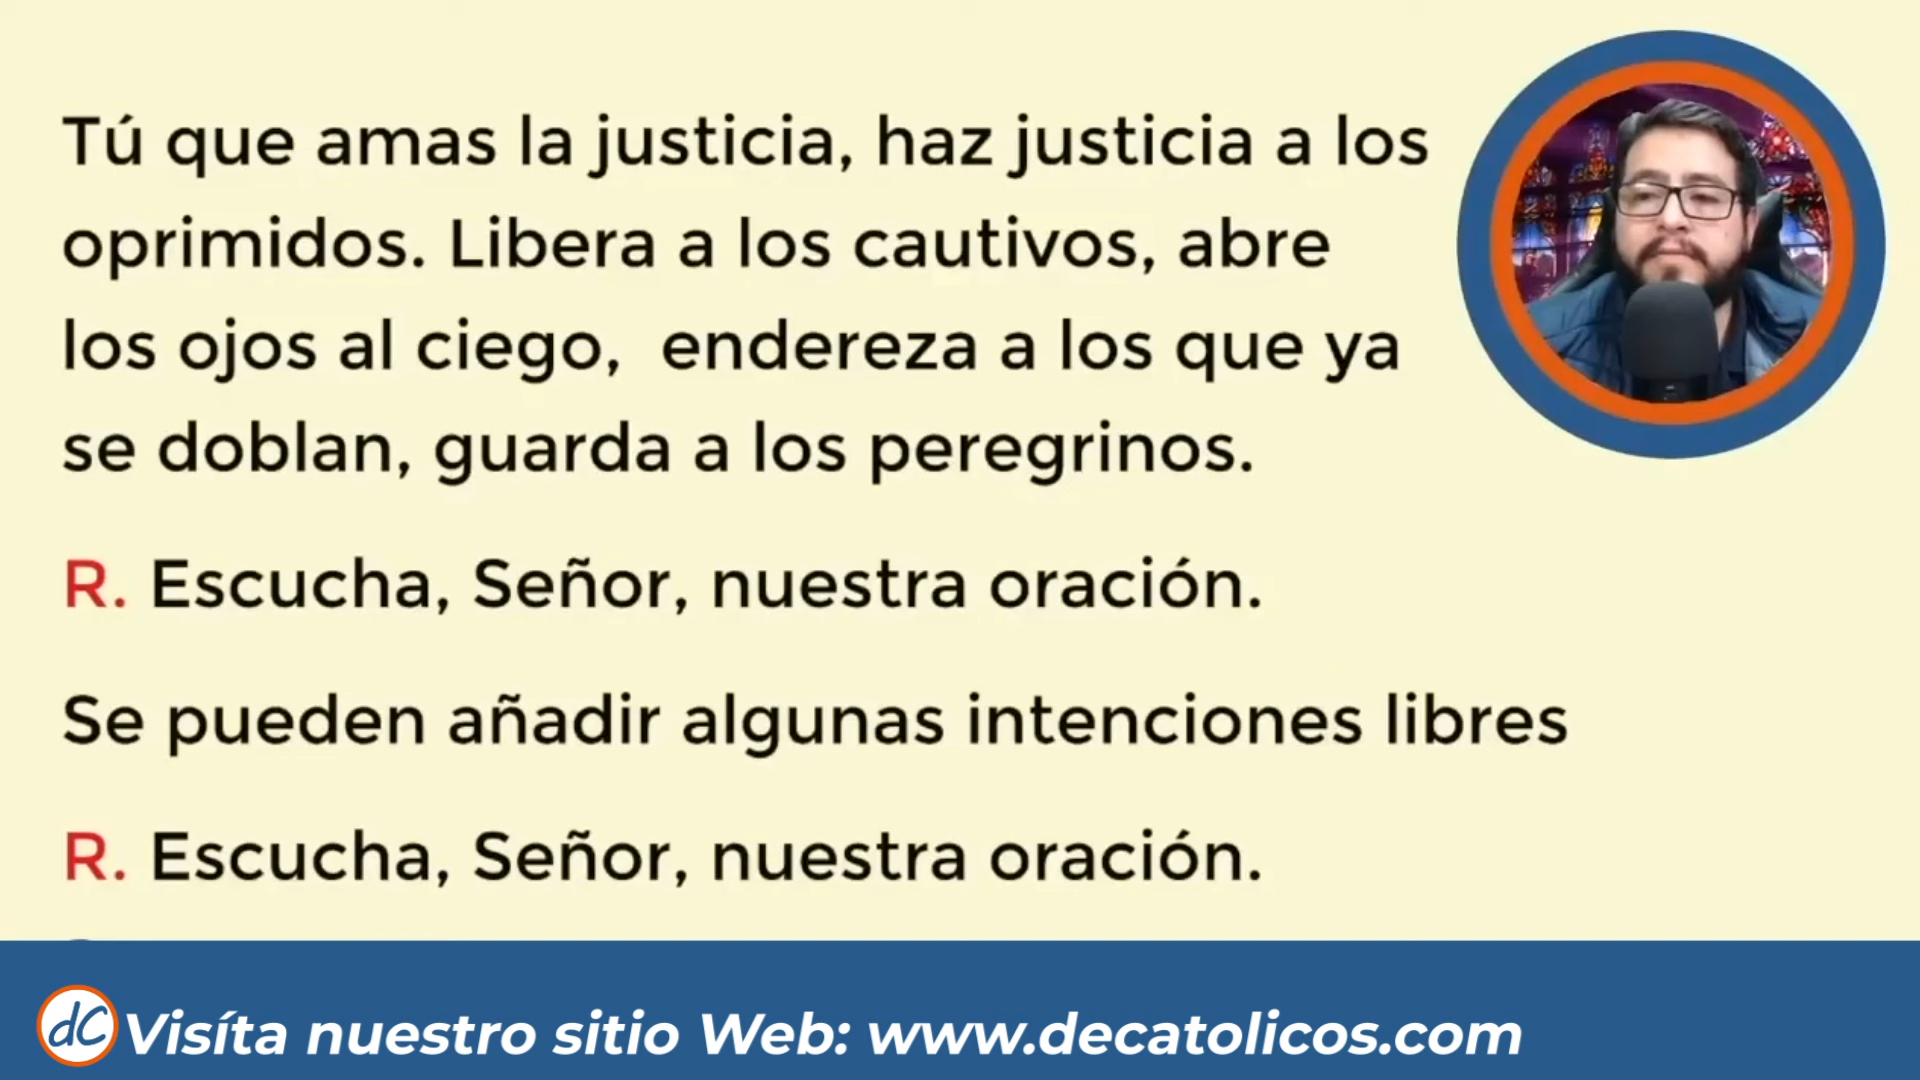 Tú que amas la justicia, haz justicia a los
oprimidos. Libera a los cautivos, abre
los ojos al ciego,  endereza a los que ya
se doblan, guarda a los peregrinos.
R. Escucha, Señor, nuestra oración.
Se pueden añadir algunas intenciones libres
R. Escucha, Señor, nuestra oración.
dC Visíta nuestro sitio Web: www.decatolicos.com